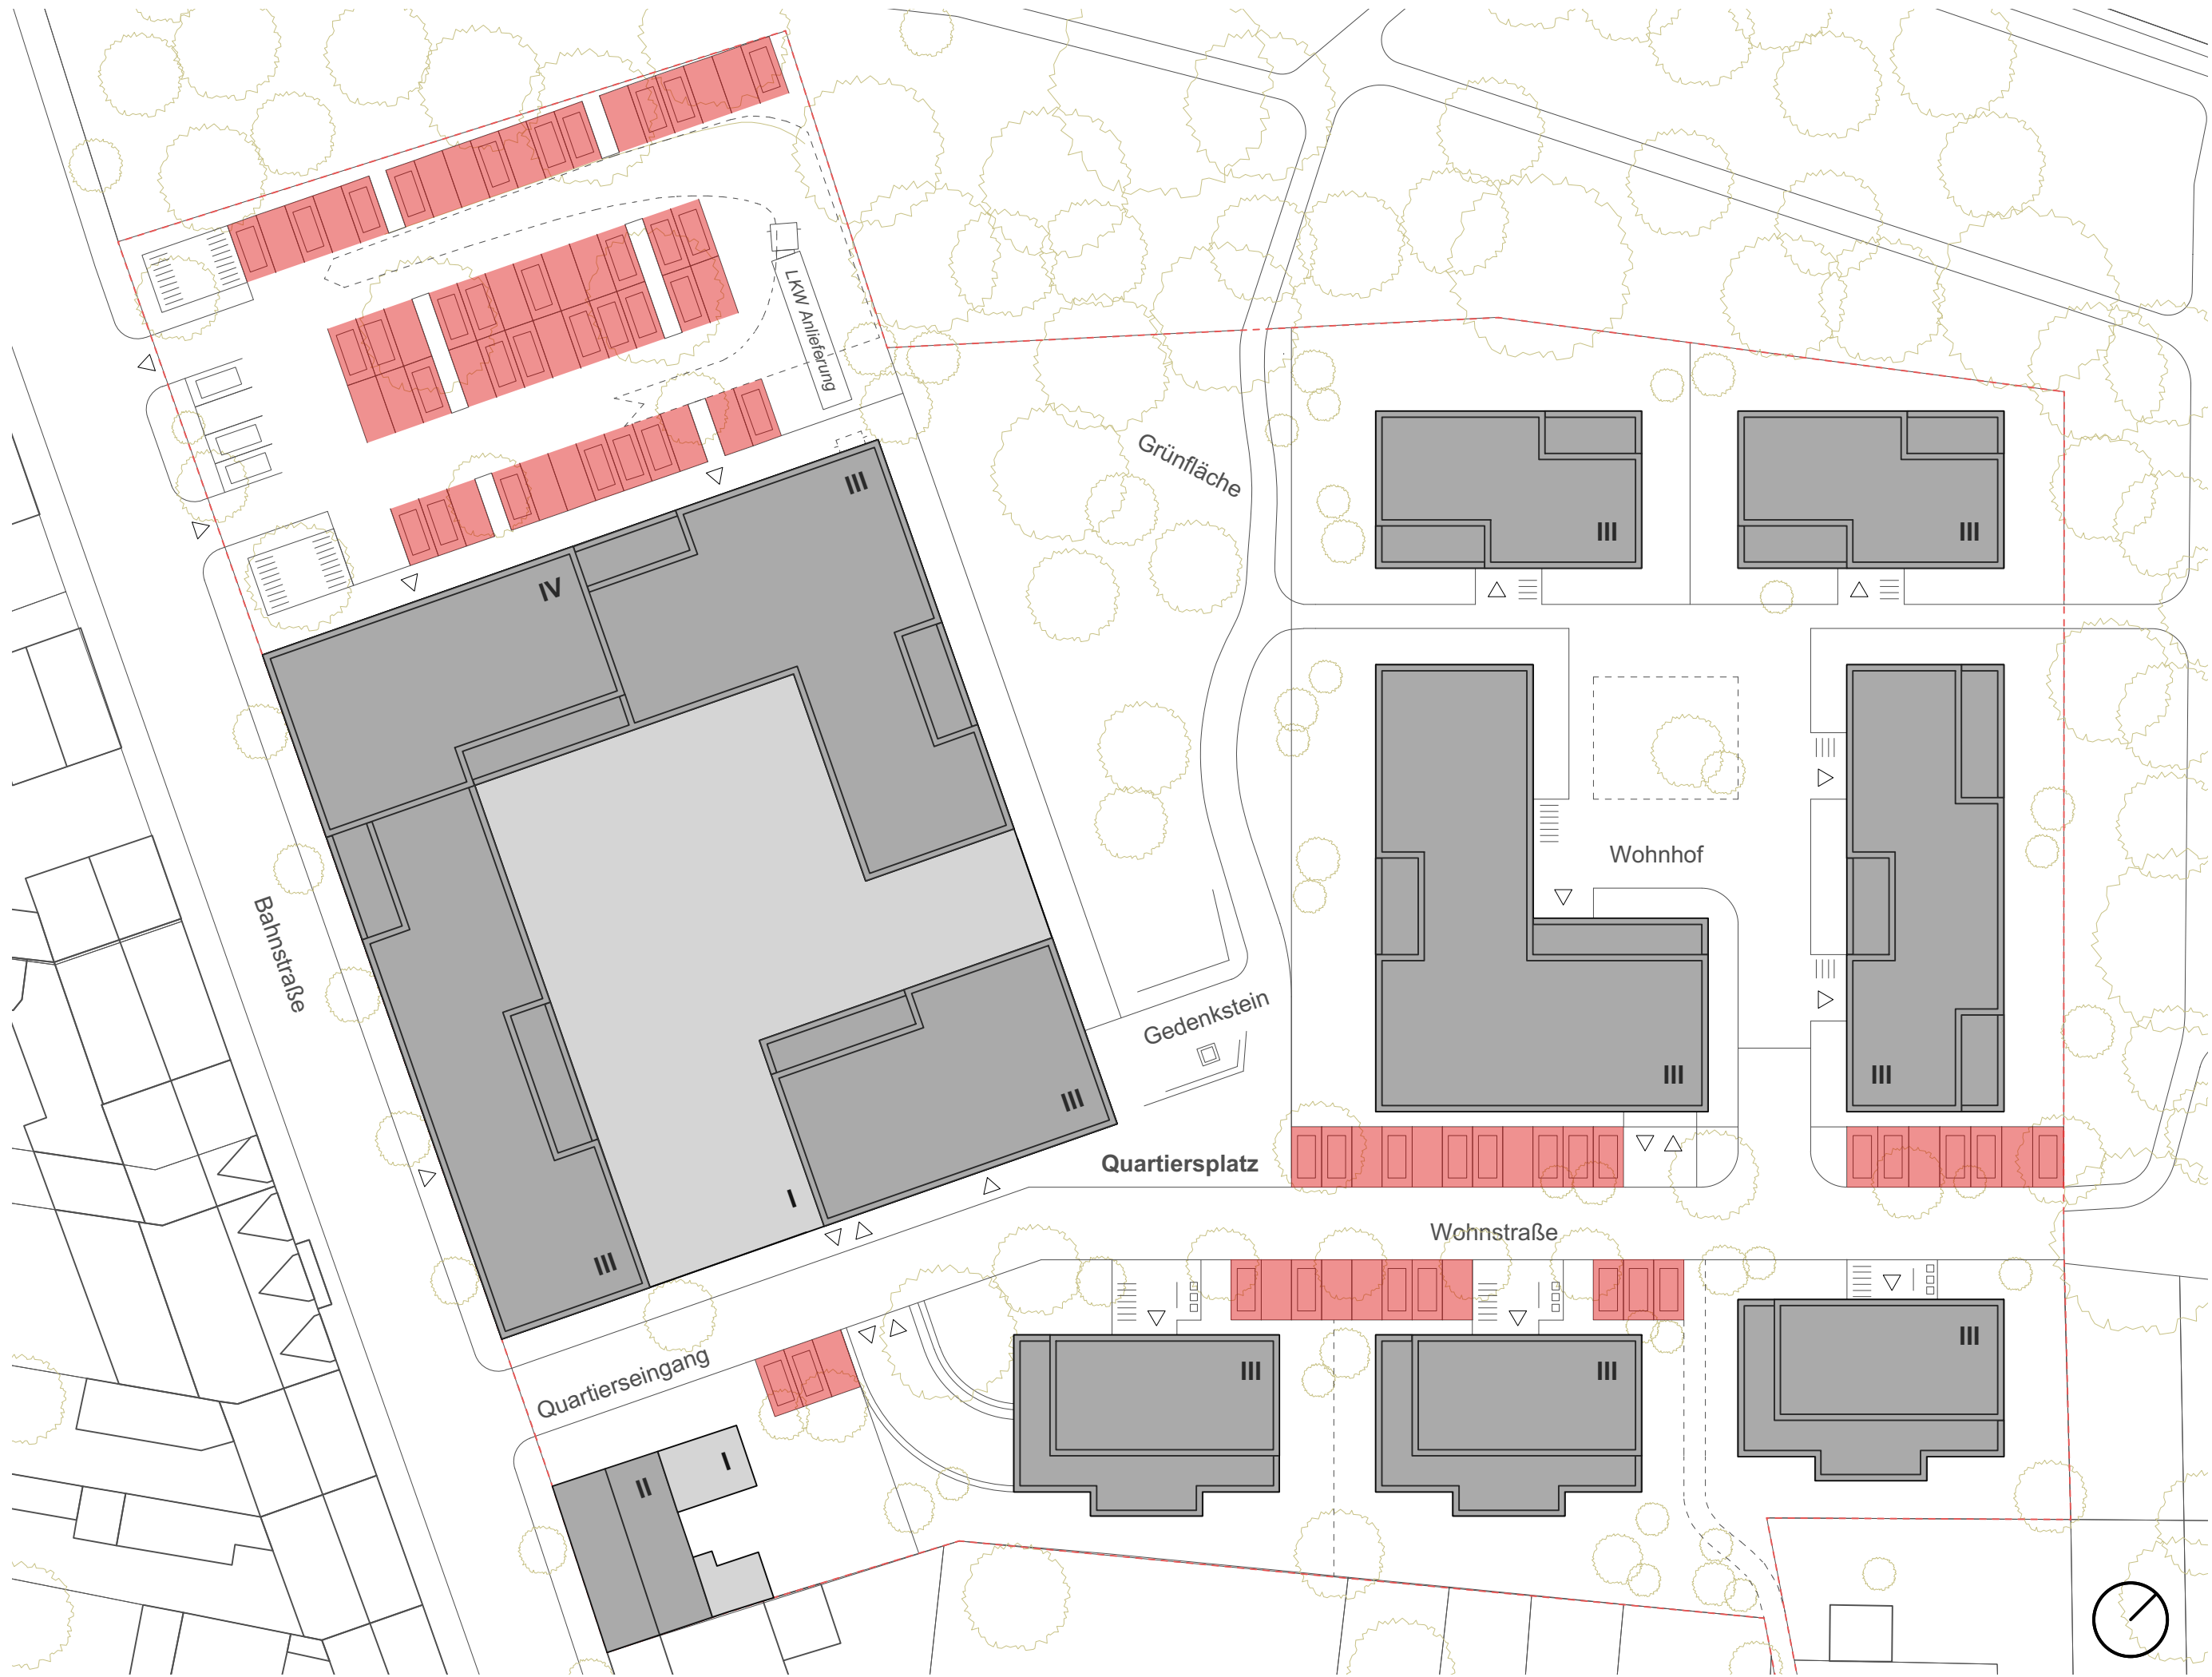 LKW Anlieferung
Grünfläche
III
IV
III
III
III
Wohnhof
Bahnstraße
Gedenkstein
III
III
III
Quartiersplatz
I
Wohnstraße
III
III
III
III
Quartierseingang
I
II